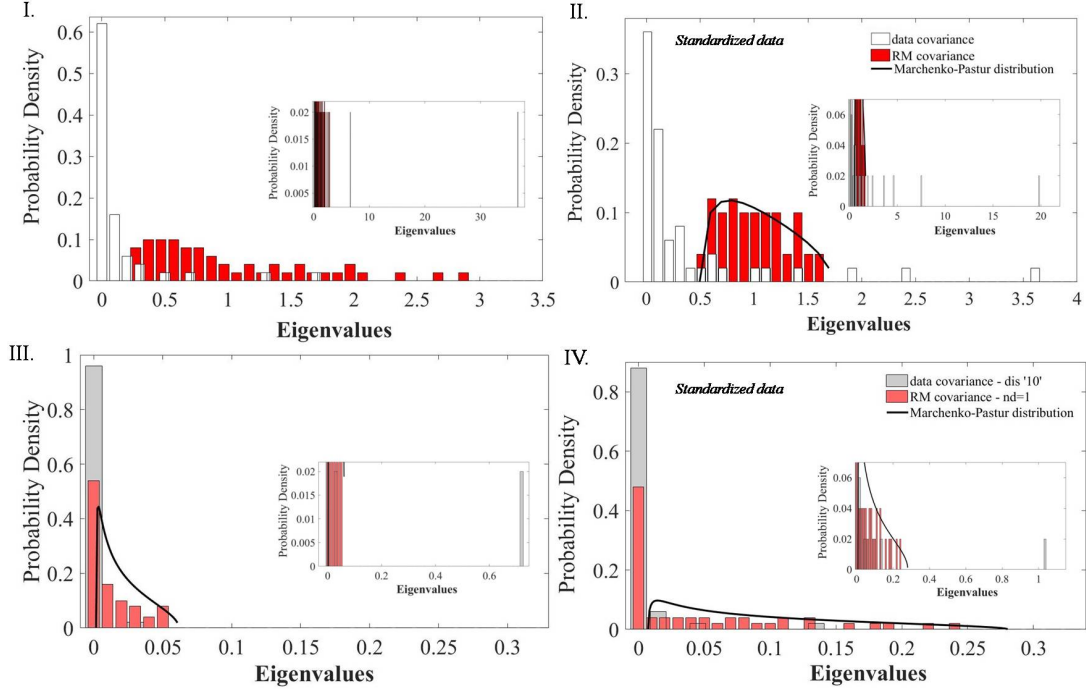 I.
Probability Density
0.6
0.5
0.4
0.3
0.2
0.1
0
0 0.5 1 1.5 2 2.5 3 3.5
Eigenvalues
Probability Density
0.02
0.015
0.01
0.005
0 10 20 30
Eigenvalues
II.
Standardized data
data covariance
RM covariance
Marchenko-Pastur distribution
Probability Density
0.3
0.2
0.1
0
0 0.5 1 1.5 2 2.5 3 3.5 4
Eigenvalues
Probability Density
0.06
0.04
0.02
0
0 5 10 15 20
Eigenvalues
III.
Probability Density
1
0.8
0.6
0.4
0.2
0
0 0.05 0.1 0.15 0.2 0.25 0.3
Eigenvalues
Probability Density
0.02
0.015
0.01
0.005
0
0 0.2 0.4 0.6
Eigenvalues
IV.
Standardized data
data covariance - dis '10'
RM covariance - nd=1
Marchenko-Pastur distribution
Probability Density
0.8
0.6
0.4
0.2
0
0 0.05 0.1 0.15 0.2 0.25 0.3
Eigenvalues
Probability Density
0.06
0.04
0.02
0
0 0.2 0.4 0.6 0.8 1
Eigenvalues